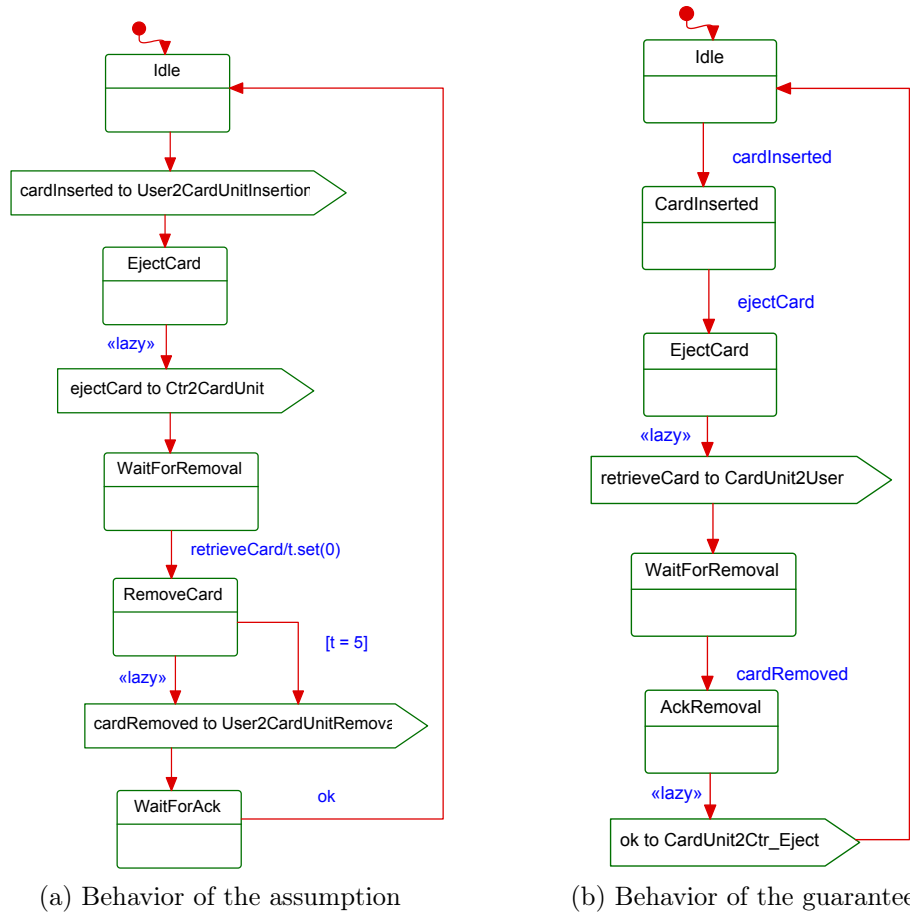 Idle
cardInserted to User2CardUnitInsertion
EjectCard
«lazy»
ejectCard to Ctr2CardUnit
WaitForRemoval
retrieveCard/t.set(0)
RemoveCard
[t = 5]
«lazy»
cardRemoved to User2CardUnitRemova
WaitForAck
ok
(a) Behavior of the assumption
Idle
cardInserted
CardInserted
ejectCard
EjectCard
«lazy»
retrieveCard to CardUnit2User
WaitForRemoval
cardRemoved
AckRemoval
«lazy»
ok to CardUnit2Ctr_Eject
(b) Behavior of the guarantee